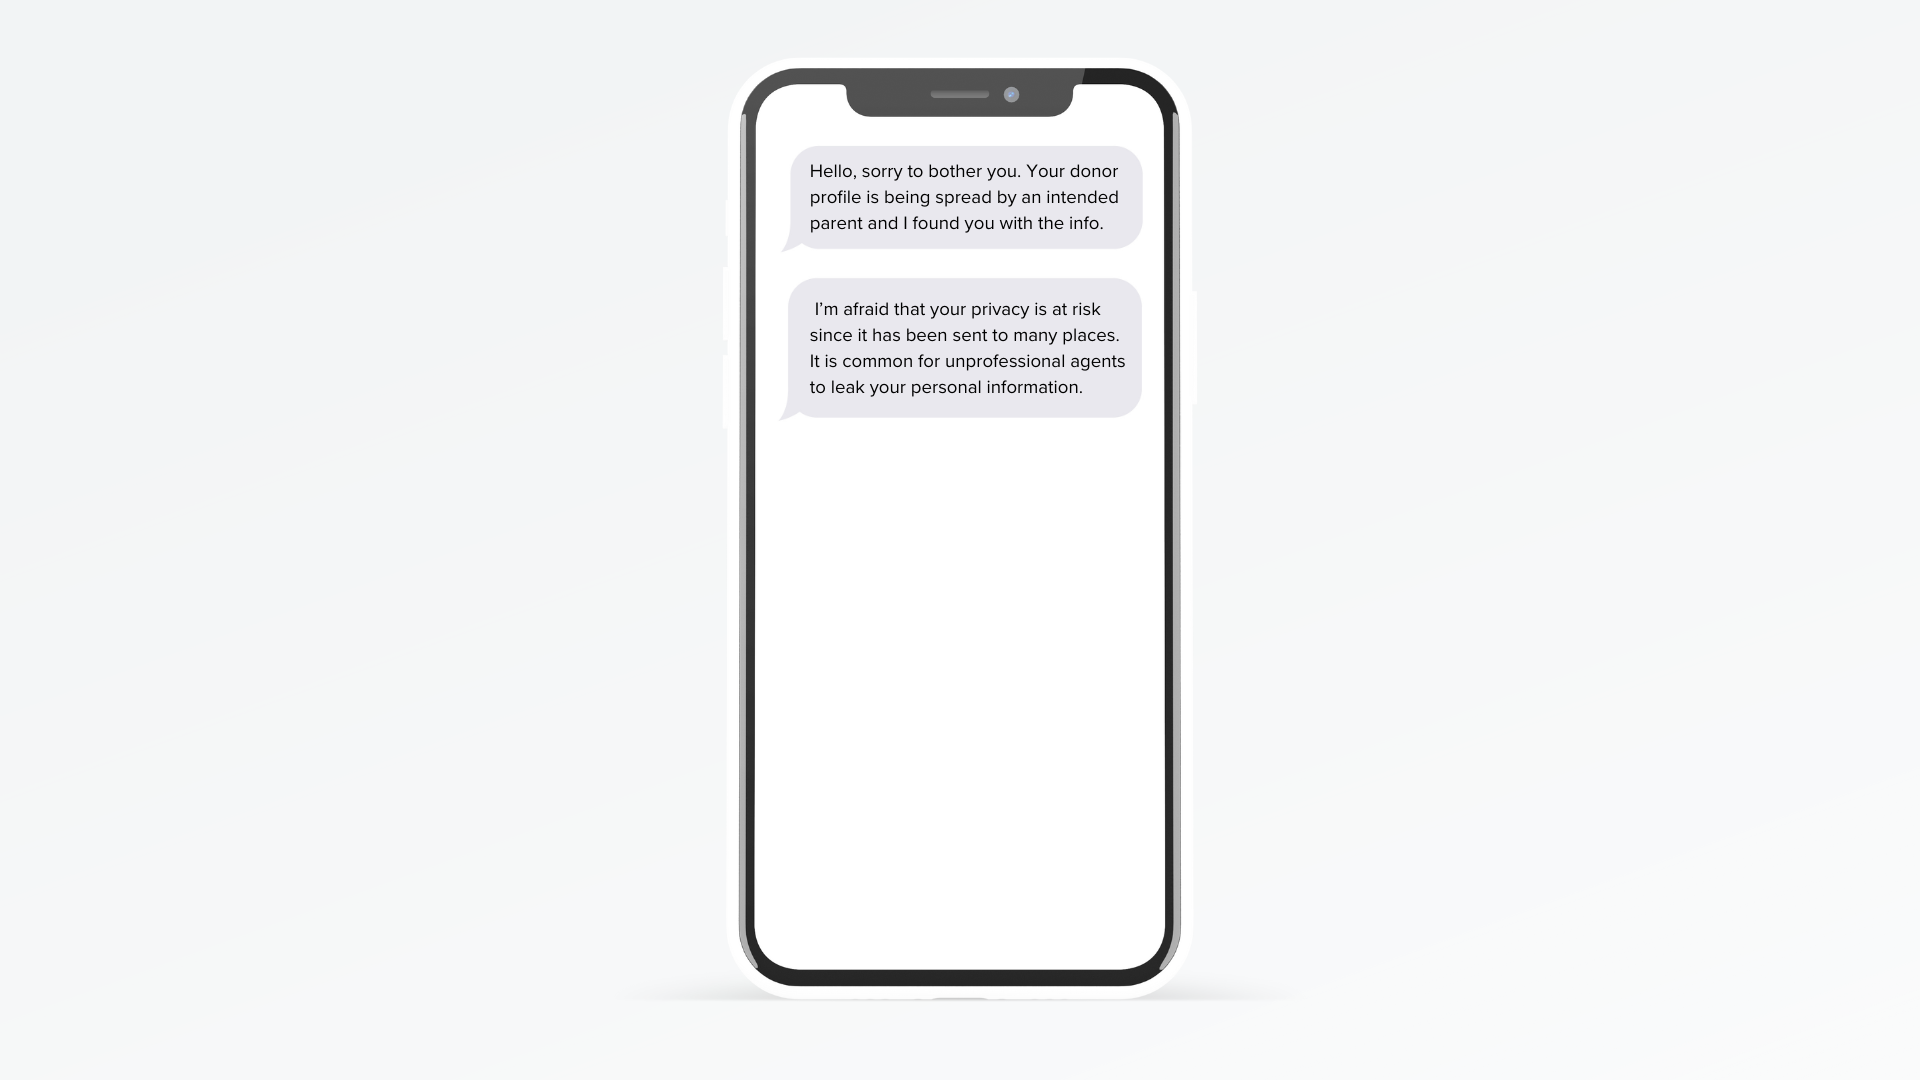 Hello, sorry to bother you. Your donor
profile is being spread by an intended
parent and I found you with the info.
I’m afraid that your privacy is at risk
since it has been sent to many places.
It is common for unprofessional agents
to leak your personal information.